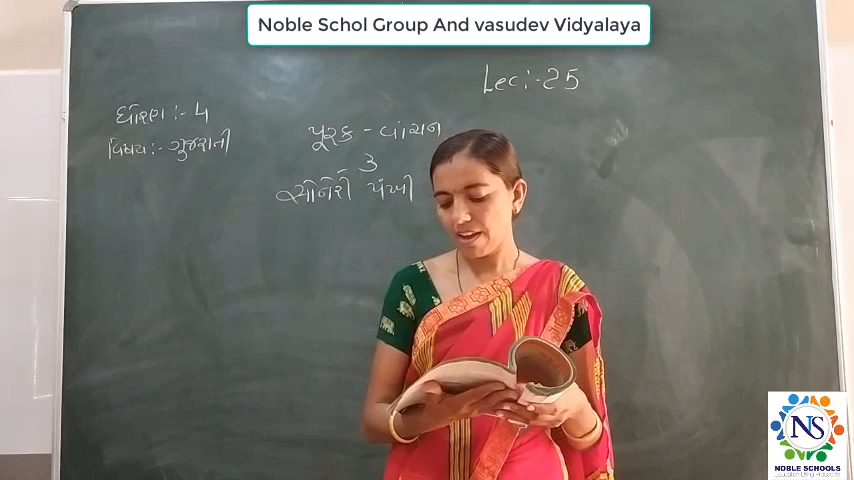 Noble Schol Group And vasudev Vidyalaya
Lec:-25
ધોરણ :- 4
વિષય :- ગુજરાતી
પૂરક - વાંચન
3
સોનેરી પંખી
NS
NOBLE SCHOOLS